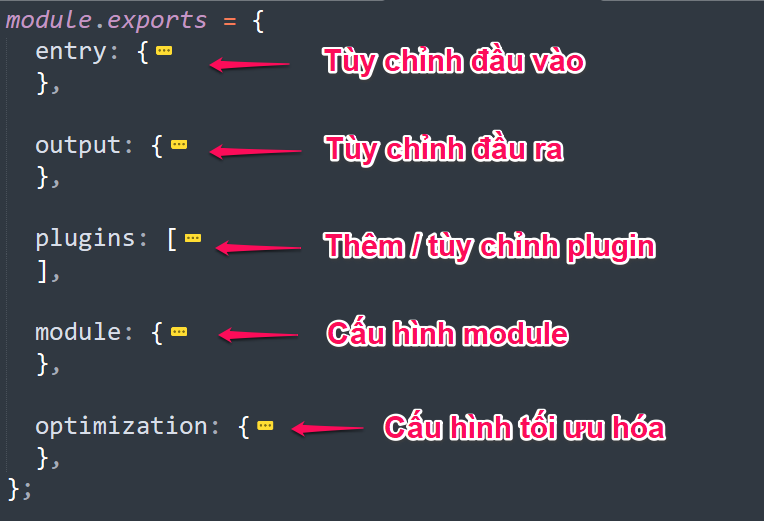 module.exports = {
entry: { Tùy chỉnh đầu vào
},
output: { Tùy chỉnh đầu ra
},
plugins: [ Thêm / tùy chỉnh plugin
],
module: { Cấu hình module
},
optimization: { Cấu hình tối ưu hóa
},
};